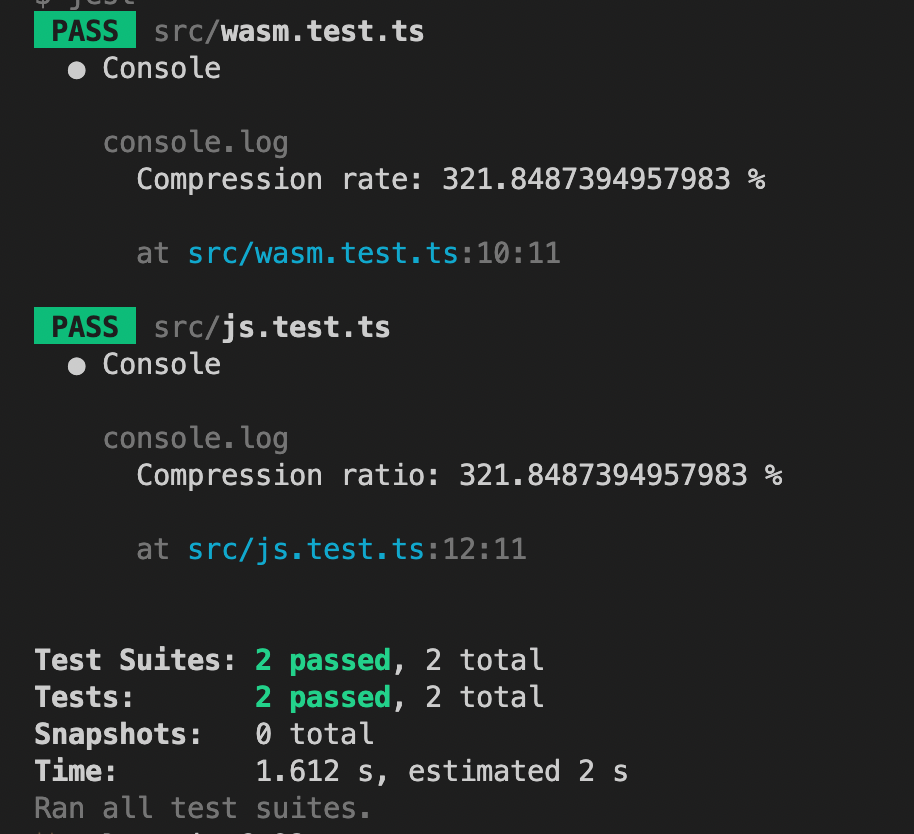 $ jest
PASS src/wasm.test.ts
● Console
console.log
Compression rate: 321.8487394957983 %
at src/wasm.test.ts:10:11
PASS src/js.test.ts
● Console
console.log
Compression ratio: 321.8487394957983 %
at src/js.test.ts:12:11
Test Suites: 2 passed, 2 total
Tests: 2 passed, 2 total
Snapshots: 0 total
Time: 1.612 s, estimated 2 s
Ran all test suites.